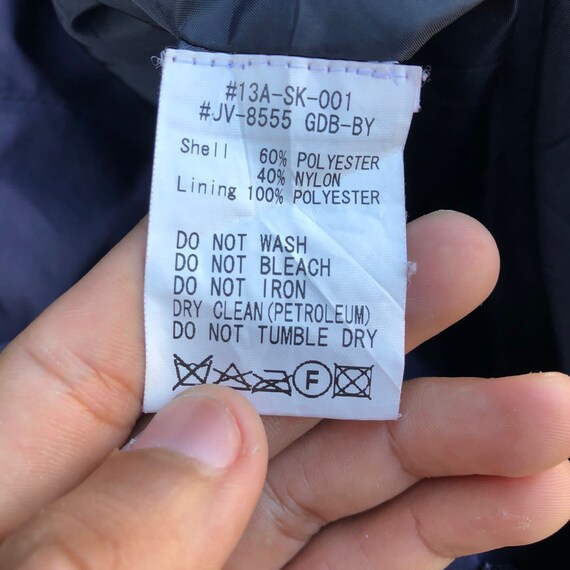 #13A-SK-001
#JV-8555 GDB-BY
Shell 60% POLYESTER
40% NYLON
Lining 100% POLYESTER
DO NOT WASH
DO NOT BLEACH
DO NOT IRON
DRY CLEAN(PETROLEUM)
DO NOT TUMBLE DRY
F